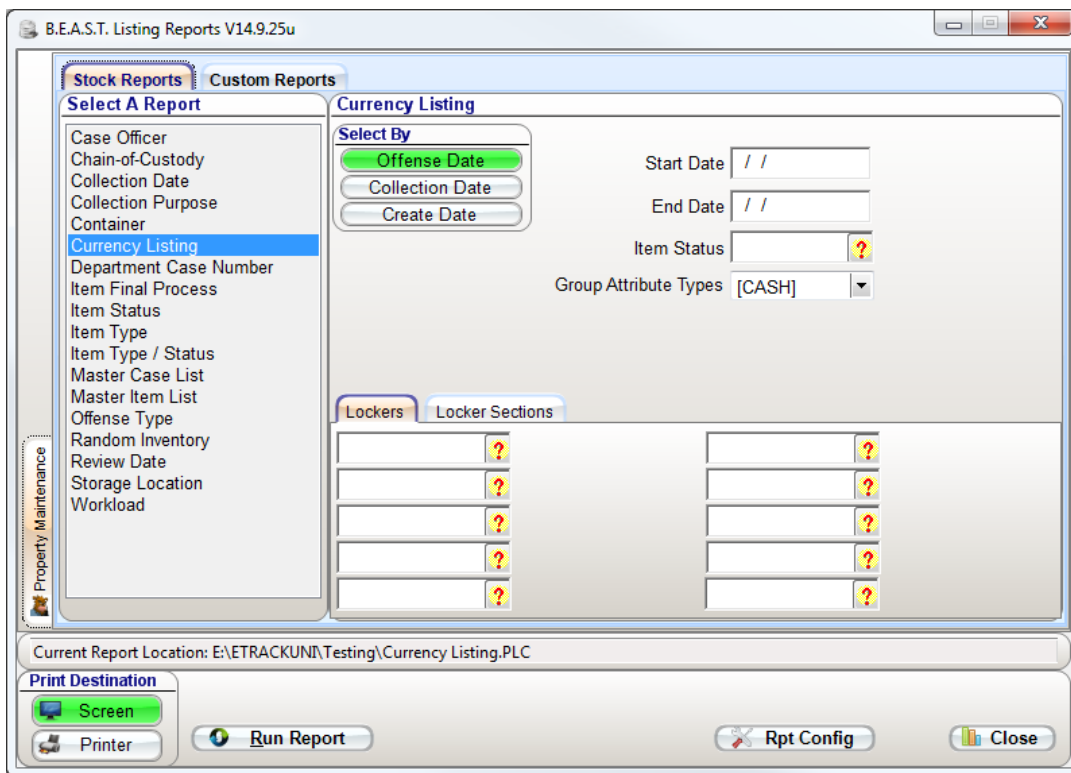 B.E.A.S.T. Listing Reports V14.9.25u
Stock Reports
Custom Reports
Select A Report
Case Officer
Chain-of-Custody
Collection Date
Collection Purpose
Container
Currency Listing
Department Case Number
Item Final Process
Item Status
Item Type
Item Type / Status
Master Case List
Master Item List
Offense Type
Random Inventory
Review Date
Storage Location
Workload
Currency Listing
Select By
Offense Date
Collection Date
Create Date
Start Date / /
End Date / /
Item Status ?
Group Attribute Types [CASH]
Lockers
Locker Sections
? ?
? ?
? ?
? ?
? ?
Property Maintenance
Current Report Location: E:\ETRACKUNI\Testing\Currency Listing.PLC
Print Destination
Screen
Printer
Run Report
Rpt Config
Close